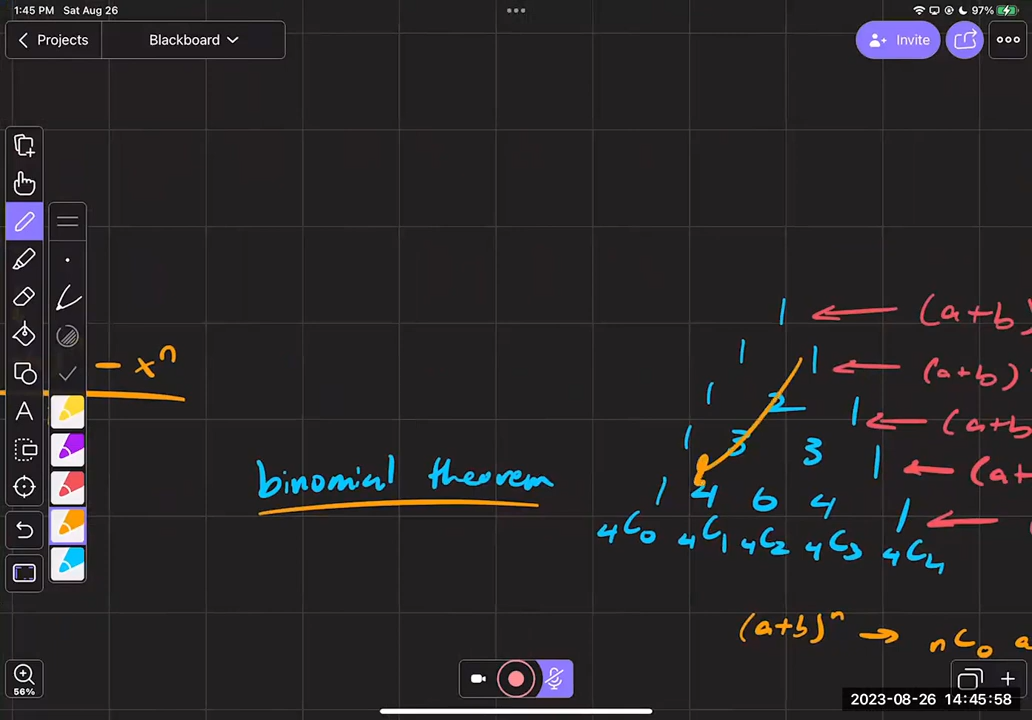 1:45 PM Sat Aug 26
97%
Projects
Blackboard
Invite
A
- xⁿ
binomial theorem
1 ← (a+b)
1 1 ← (a+b)
1 2 1 ← (a+b
1 3 3 1 ← (a+
1 4 6 4 1 ←
4C₀ 4C₁ 4C₂ 4C₃ 4C₄
(a+b)ⁿ → nC₀ a
56%
2023-08-26 14:45:58